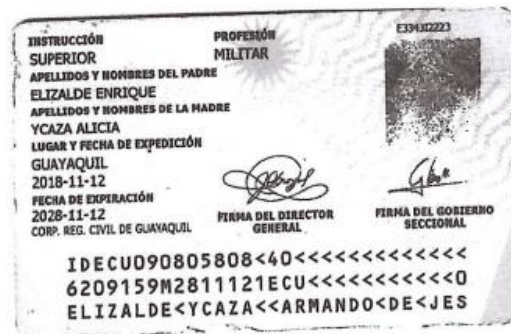 INSTRUCCIÓN PROFESIÓN E334312223
SUPERIOR MILITAR
APELLIDOS Y NOMBRES DEL PADRE
ELIZALDE ENRIQUE
APELLIDOS Y NOMBRES DE LA MADRE
YCAZA ALICIA
LUGAR Y FECHA DE EXPEDICIÓN
GUAYAQUIL
2018-11-12
FECHA DE EXPIRACIÓN
2028-11-12
CORP. REG. CIVIL DE GUAYAQUIL
FIRMA DEL DIRECTOR GENERAL
FIRMA DEL GOBIERNO SECCIONAL
IDECU090805808<40<<<<<<<<<<<<<
6209159M2811121ECU<<<<<<<<<<<0
ELIZALDE<YCAZA<<ARMANDO<DE<JES